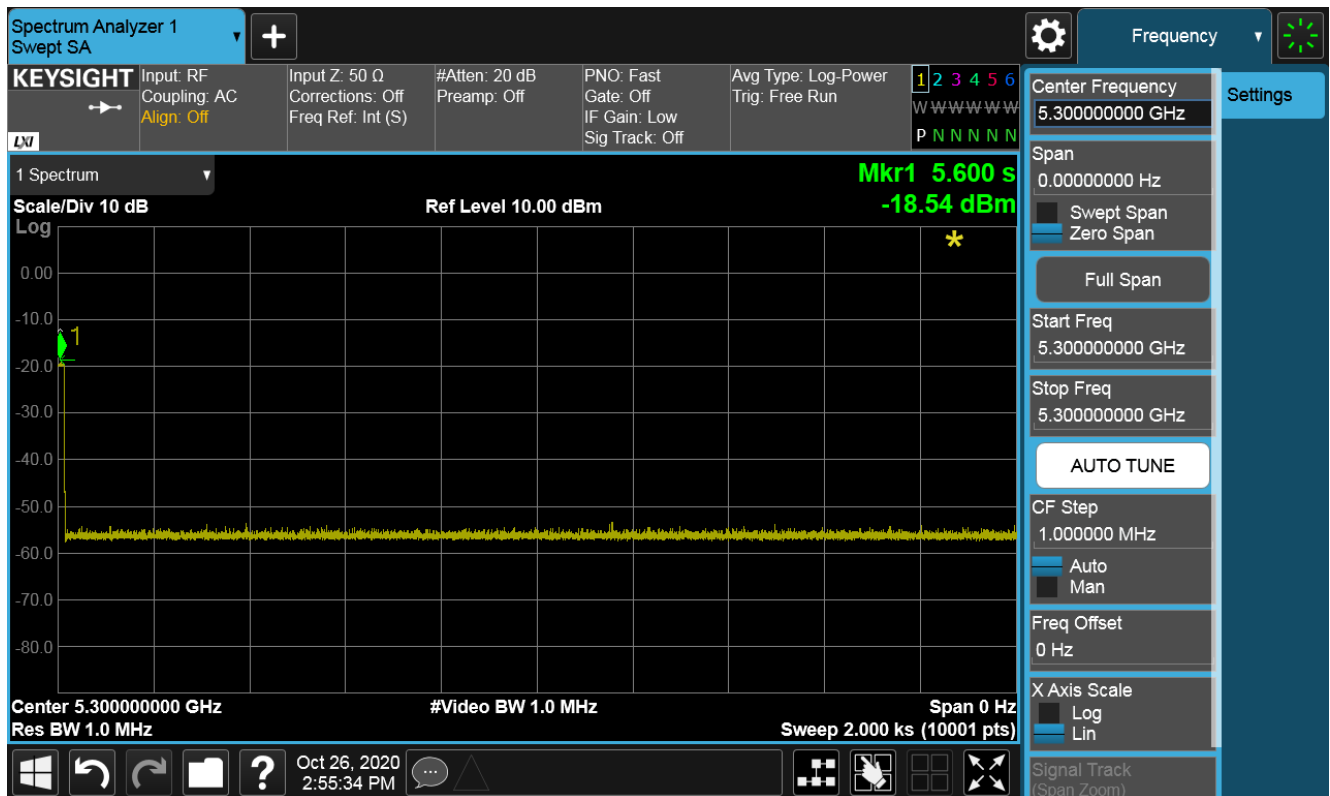 Spectrum Analyzer 1
Swept SA
Frequency
KEYSIGHT
LXI
Input: RF
Coupling: AC
Align: Off
Input Z: 50 Ω
Corrections: Off
Freq Ref: Int (S)
#Atten: 20 dB
Preamp: Off
PNO: Fast
Gate: Off
IF Gain: Low
Sig Track: Off
Avg Type: Log-Power
Trig: Free Run
1 2 3 4 5 6
W W W W W W
P N N N N N
1 Spectrum
Mkr1 5.600 s
-18.54 dBm
Scale/Div 10 dB
Ref Level 10.00 dBm
Log
0.00
-10.0
-20.0
-30.0
-40.0
-50.0
-60.0
-70.0
-80.0
1
Center 5.300000000 GHz
#Video BW 1.0 MHz
Span 0 Hz
Res BW 1.0 MHz
Sweep 2.000 ks (10001 pts)
Oct 26, 2020
2:55:34 PM
Center Frequency
5.300000000 GHz
Settings
Span
0.00000000 Hz
Swept Span
Zero Span
Full Span
Start Freq
5.300000000 GHz
Stop Freq
5.300000000 GHz
AUTO TUNE
CF Step
1.000000 MHz
Auto
Man
Freq Offset
0 Hz
X Axis Scale
Log
Lin
Signal Track
(Span Zoom)